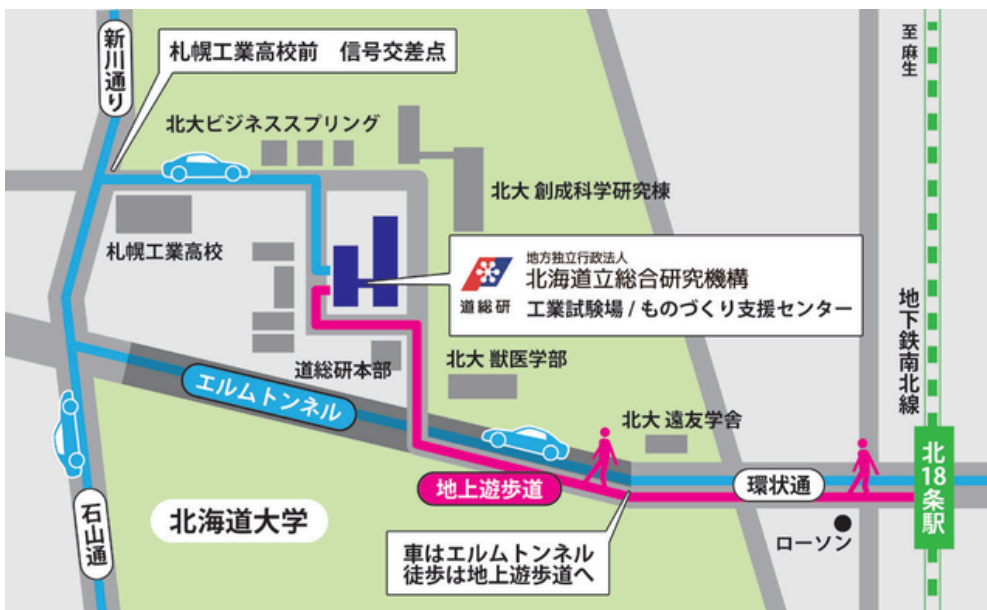 新川通り
札幌工業高校前　信号交差点
至麻生
北大ビジネススプリング
北大 創成科学研究棟
札幌工業高校
地方独立行政法人
北海道立総合研究機構
道総研
工業試験場 / ものづくり支援センター
地下鉄南北線
道総研本部
北大 獣医学部
エルムトンネル
北大 遠友学舎
北18条駅
地上遊歩道
環状通
石山通
北海道大学
ローソン
車はエルムトンネル
徒歩は地上遊歩道へ